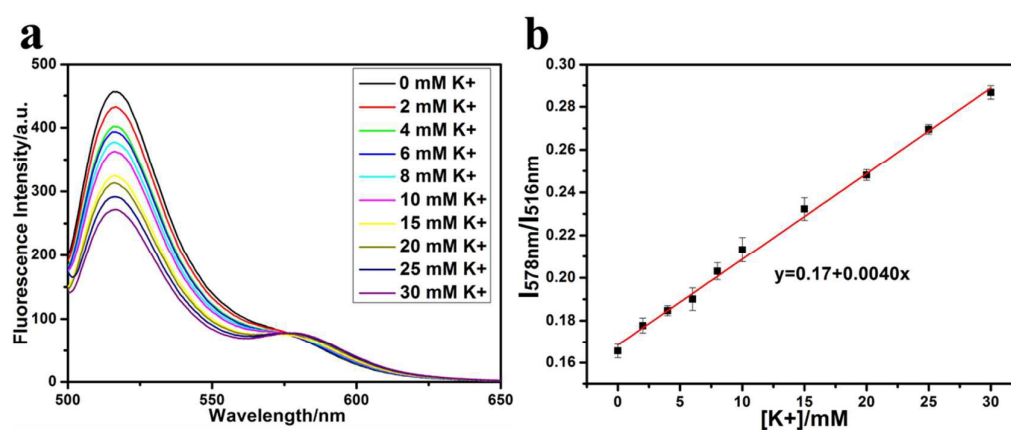 a
Fluorescence Intensity/a.u.
500
400
300
200
100
0
500
550
600
650
Wavelength/nm
0 mM K+
2 mM K+
4 mM K+
6 mM K+
8 mM K+
10 mM K+
15 mM K+
20 mM K+
25 mM K+
30 mM K+
b
I578nm/I516nm
0.30
0.28
0.26
0.24
0.22
0.20
0.18
0.16
y=0.17+0.0040x
0
5
10
15
20
25
30
[K+]/mM